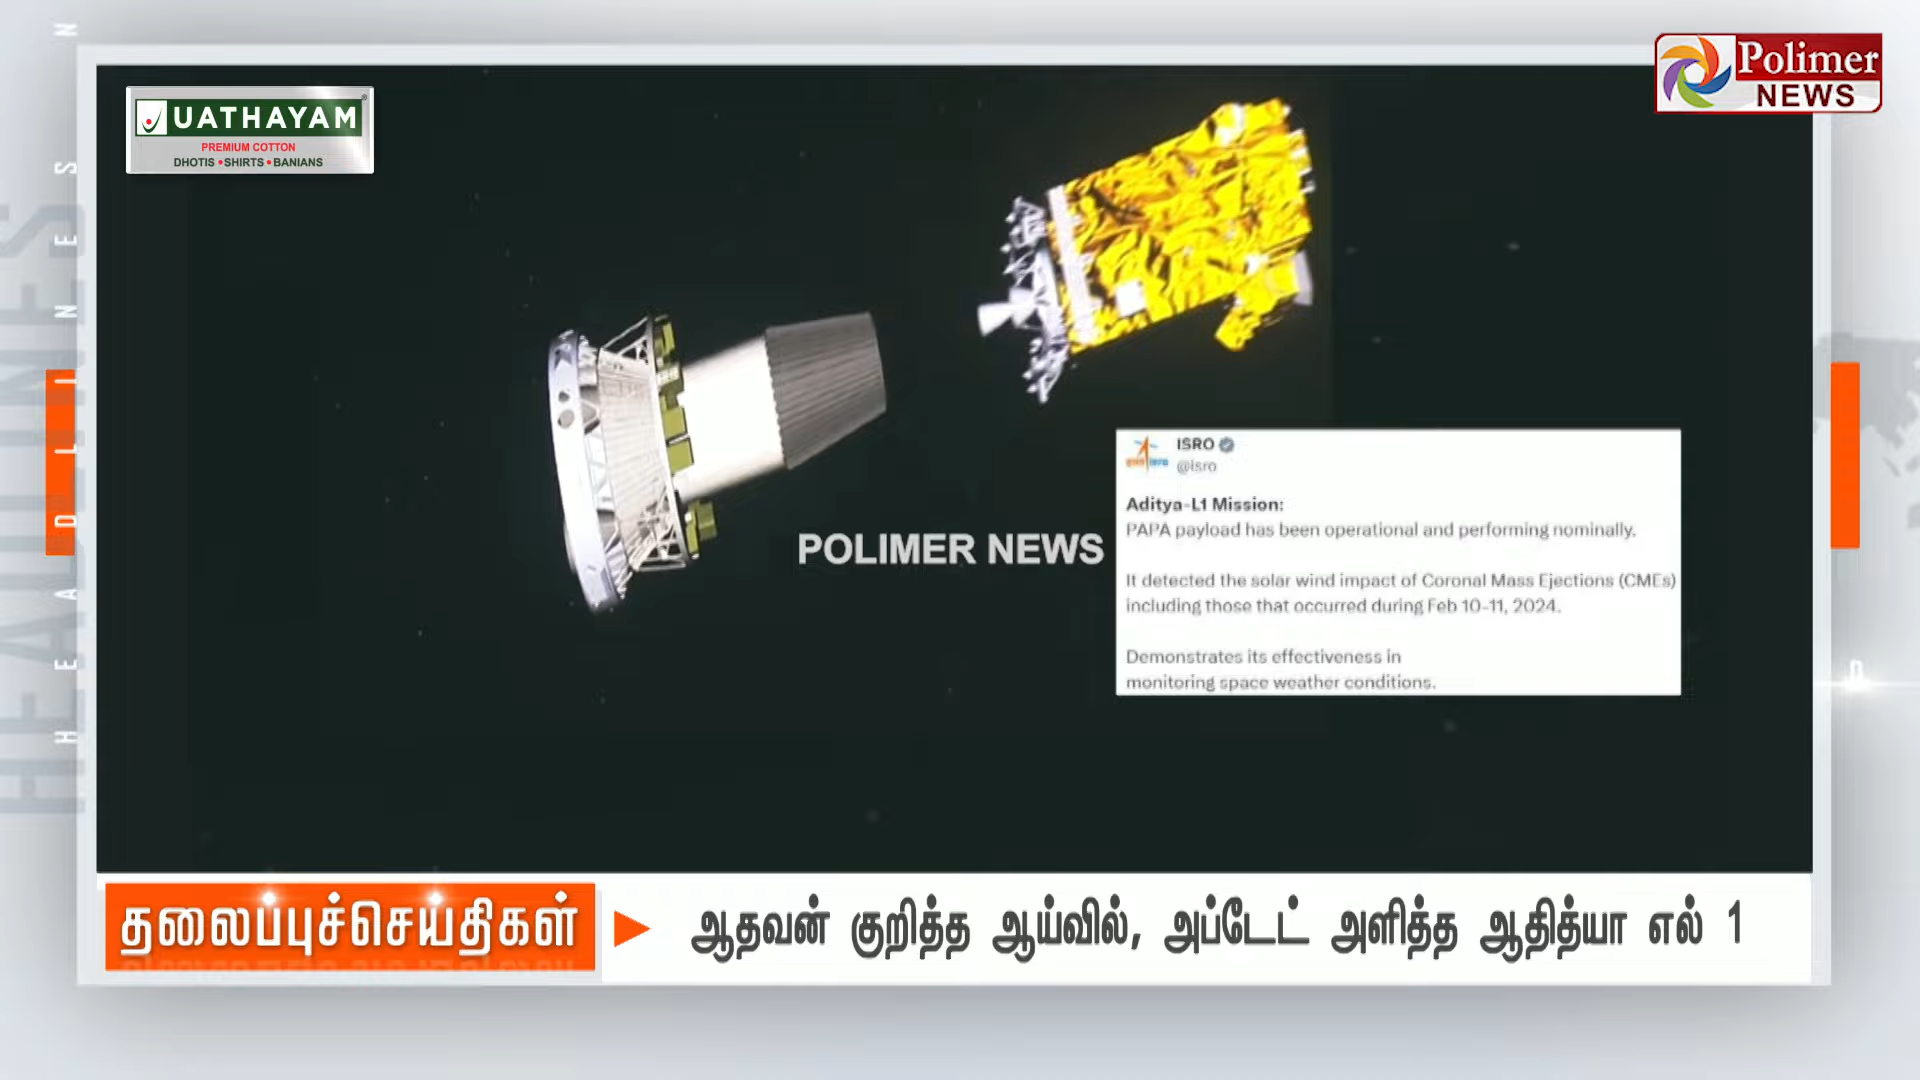 UATHAYAM
PREMIUM COTTON
DHOTIS • SHIRTS • BANIANS
Polimer
NEWS
HEADLINES
POLIMER NEWS
ISRO
@isro
Aditya-L1 Mission:
PAPA payload has been operational and performing nominally.
It detected the solar wind impact of Coronal Mass Ejections (CMEs)
including those that occurred during Feb 10-11, 2024.
Demonstrates its effectiveness in
monitoring space weather conditions.
தலைப்புச்செய்திகள்
ஆதவன் குறித்த ஆய்வில், அப்டேட் அளித்த ஆதித்யா எல் 1